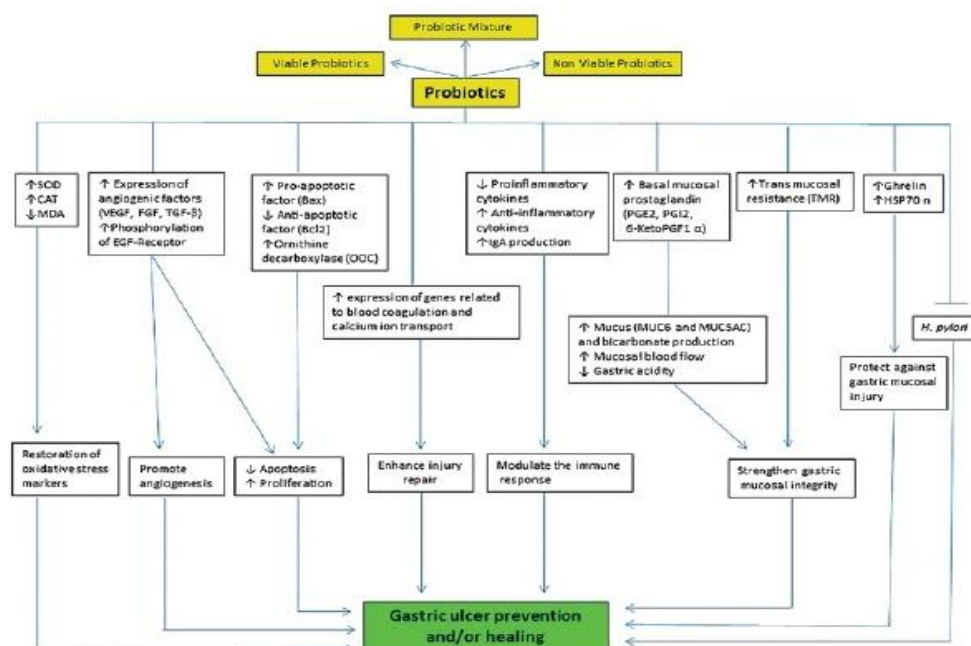 Probiotic Mixture
Viable Probiotics
Non Viable Probiotics
Probiotics
↑SOD
↑CAT
↓MDA
↑ Expression of
angiogenic factors
(VEGF, FGF, TGF-β)
↑Phosphorylation
of EGF-Receptor
↑ Pro-apoptotic
factor (Bax)
↓ Anti-apoptotic
factor (Bcl2)
↑Ornithine
decarboxylase (ODC)
↓ Proinflammatory
cytokines
↑ Anti-inflammatory
cytokines
↑IgA production
↑ Basal mucosal
prostaglandin
(PGE2, PGI2,
6-KetoPGF1 α)
↑Trans mucosal
resistance (TMR)
↑Ghrelin
↑HSP70 n
↑ expression of genes related
to blood coagulation and
calcium ion transport
↑ Mucus (MUC6 and MUC5AC)
and bicarbonate production
↑ Mucosal blood flow
↓ Gastric acidity
H. pylori
Protect against
gastric mucosal
injury
Restoration of
oxidative stress
markers
Promote
angiogenesis
↓ Apoptosis
↑ Proliferation
Enhance injury
repair
Modulate the immune
response
Strengthen gastric
mucosal integrity
Gastric ulcer prevention
and/or healing